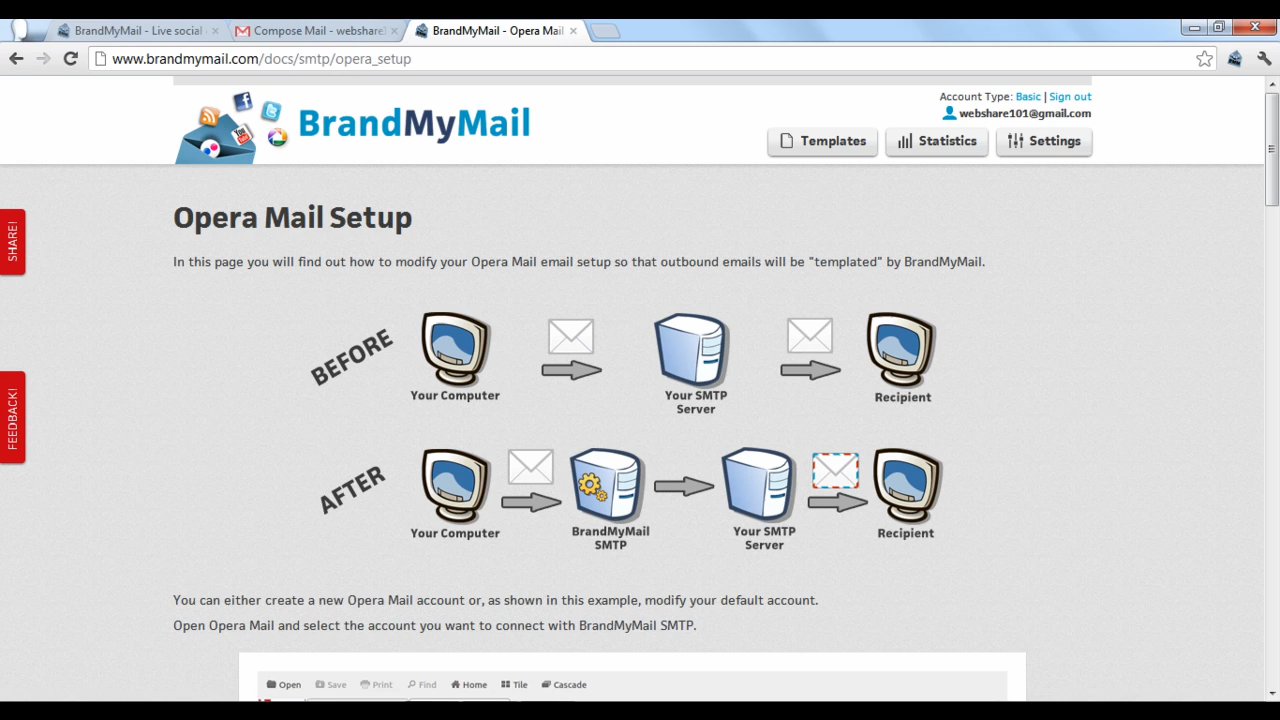 BrandMyMail - Live social
Compose Mail - webshare1
BrandMyMail - Opera Mail
www.brandmymail.com/docs/smtp/opera_setup
Account Type: Basic | Sign out
BrandMyMail
webshare101@gmail.com
Templates
Statistics
Settings
SHARE!
Opera Mail Setup
In this page you will find out how to modify your Opera Mail email setup so that outbound emails will be "templated" by BrandMyMail.
BEFORE
Your Computer
Your SMTP
Server
Recipient
FEEDBACK!
AFTER
Your Computer
BrandMyMail
SMTP
Your SMTP
Server
Recipient
You can either create a new Opera Mail account or, as shown in this example, modify your default account.
Open Opera Mail and select the account you want to connect with BrandMyMail SMTP.
Open Save Print Find Home Tile Cascade